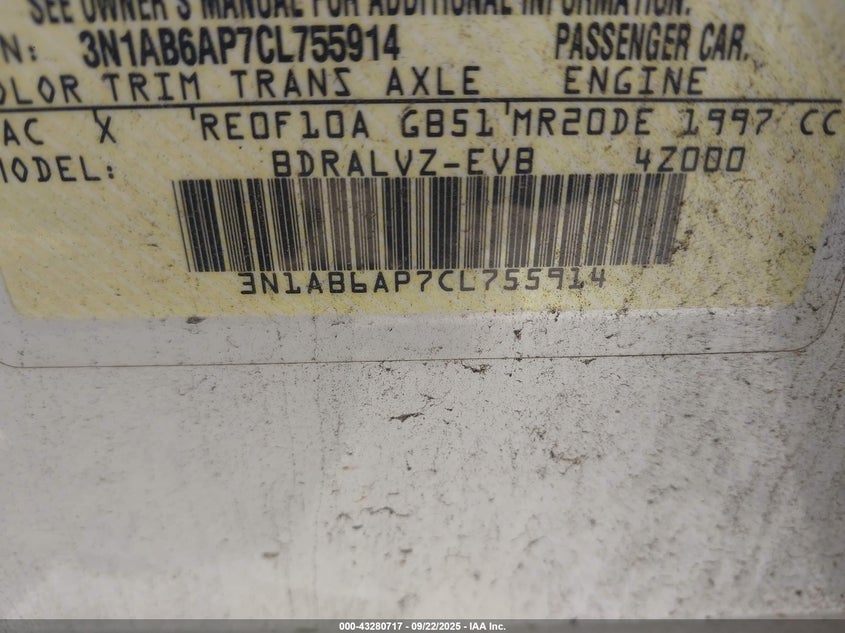 SEE OWNER'S MANUAL FOR ADDITIONAL INFORMATION.
N: 3N1AB6AP7CL755914 PASSENGER CAR.
OLOR TRIM TRANS AXLE ENGINE
AC X RE0F10A GB51 MR20DE 1997 CC
MODEL: BDRALVZ-EVB 4Z000
3N1AB6AP7CL755914
000-43280717 - 09/22/2025 - IAA Inc.